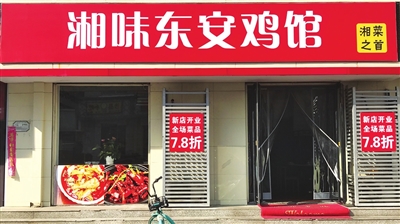 湘味东安鸡馆
湘菜
之首
新店开业
全场菜品
7.8折
新店开业
全场菜品
7.8折